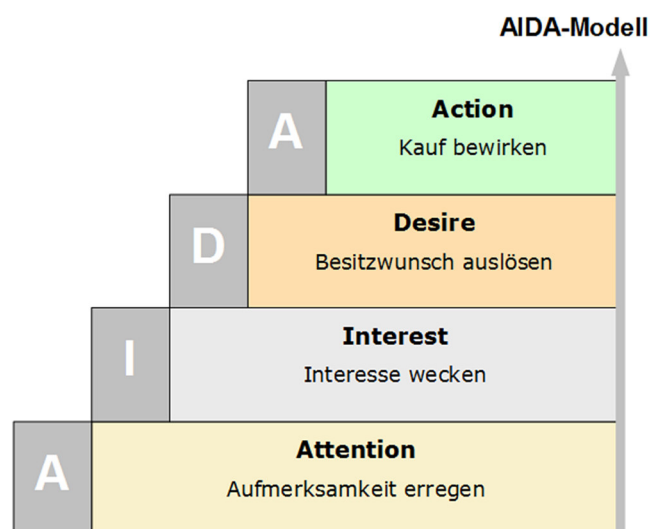 AIDA-Modell
A
Action
Kauf bewirken
D
Desire
Besitzwunsch auslösen
I
Interest
Interesse wecken
A
Attention
Aufmerksamkeit erregen